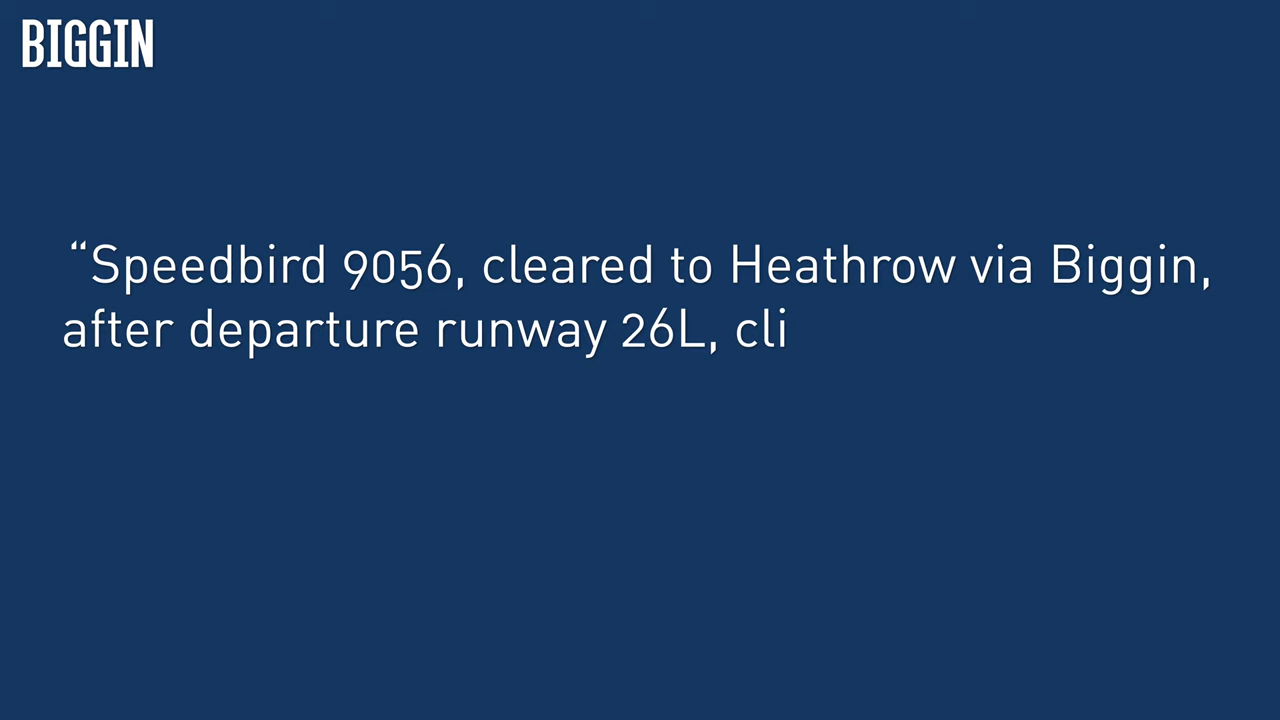 BIGGIN
“Speedbird 9056, cleared to Heathrow via Biggin,
after departure runway 26L, cli